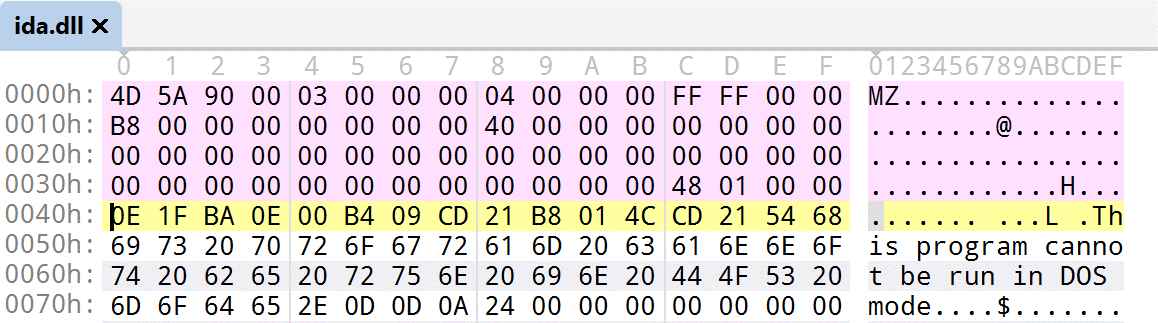 ida.dll ×
0 1 2 3 4 5 6 7 8 9 A B C D E F 0123456789ABCDEF
0000h: 4D 5A 90 00 03 00 00 00 04 00 00 00 FF FF 00 00 MZ..............
0010h: B8 00 00 00 00 00 00 00 40 00 00 00 00 00 00 00 ........@.......
0020h: 00 00 00 00 00 00 00 00 00 00 00 00 00 00 00 00 ................
0030h: 00 00 00 00 00 00 00 00 00 00 00 00 48 01 00 00 ............H...
0040h: 0E 1F BA 0E 00 B4 09 CD 21 B8 01 4C CD 21 54 68 ....... ...L .Th
0050h: 69 73 20 70 72 6F 67 72 61 6D 20 63 61 6E 6E 6F is program canno
0060h: 74 20 62 65 20 72 75 6E 20 69 6E 20 44 4F 53 20 t be run in DOS
0070h: 6D 6F 64 65 2E 0D 0D 0A 24 00 00 00 00 00 00 00 mode....$.......